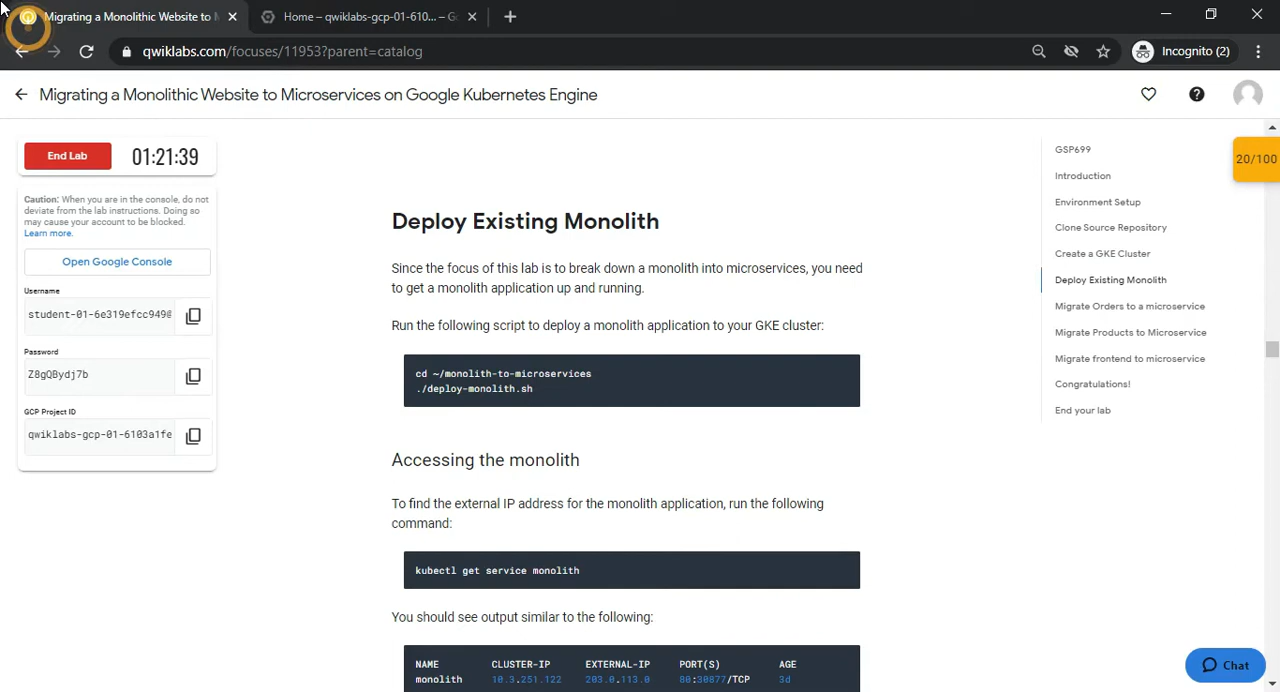 Migrating a Monolithic Website to M
Home – qwiklabs-gcp-01-610... – Go
qwiklabs.com/focuses/11953?parent=catalog
Incognito (2)
Migrating a Monolithic Website to Microservices on Google Kubernetes Engine
End Lab
01:21:39
Caution: When you are in the console, do not
deviate from the lab instructions. Doing so
may cause your account to be blocked.
Learn more.
Open Google Console
Username
student-01-6e319efcc949@
Password
Z8gQBydj7b
GCP Project ID
qwiklabs-gcp-01-6103a1fe
Deploy Existing Monolith
Since the focus of this lab is to break down a monolith into microservices, you need
to get a monolith application up and running.
Run the following script to deploy a monolith application to your GKE cluster:
cd ~/monolith-to-microservices
./deploy-monolith.sh
Accessing the monolith
To find the external IP address for the monolith application, run the following
command:
kubectl get service monolith
You should see output similar to the following:
NAME CLUSTER-IP EXTERNAL-IP PORT(S) AGE
monolith 10.3.251.122 203.0.113.0 80:30877/TCP 3d
GSP699
Introduction
Environment Setup
Clone Source Repository
Create a GKE Cluster
Deploy Existing Monolith
Migrate Orders to a microservice
Migrate Products to Microservice
Migrate frontend to microservice
Congratulations!
End your lab
20/100
Chat